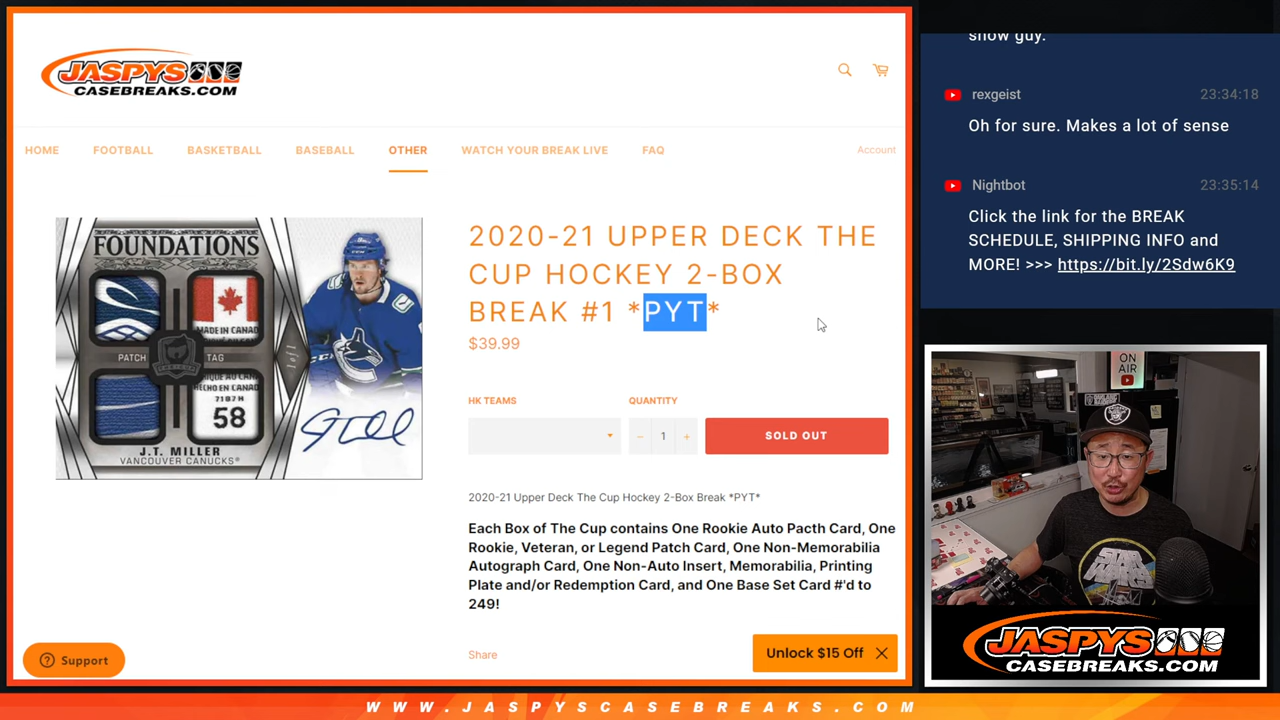 JASPYS
CASEBREAKS.COM
HOME FOOTBALL BASKETBALL BASEBALL OTHER WATCH YOUR BREAK LIVE FAQ Account
FOUNDATIONS
MADE IN CANAD
PATCH TAG
HECHO EN CANAD
58
J.T. MILLER
VANCOUVER CANUCKS
2020-21 UPPER DECK THE
CUP HOCKEY 2-BOX
BREAK #1 *PYT*
$39.99
HK TEAMS QUANTITY
− 1 + SOLD OUT
2020-21 Upper Deck The Cup Hockey 2-Box Break *PYT*
Each Box of The Cup contains One Rookie Auto Pacth Card, One
Rookie, Veteran, or Legend Patch Card, One Non-Memorabilia
Autograph Card, One Non-Auto Insert, Memorabilia, Printing
Plate and/or Redemption Card, and One Base Set Card #'d to
249!
Share
Support
Unlock $15 Off
show guy.
rexgeist 23:34:18
Oh for sure. Makes a lot of sense
Nightbot 23:35:14
Click the link for the BREAK
SCHEDULE, SHIPPING INFO and
MORE! >>> https://bit.ly/2Sdw6K9
ON
AIR
STAR
WARS
JASPYS
CASEBREAKS.COM
WWW.JASPYSCASEBREAKS.COM